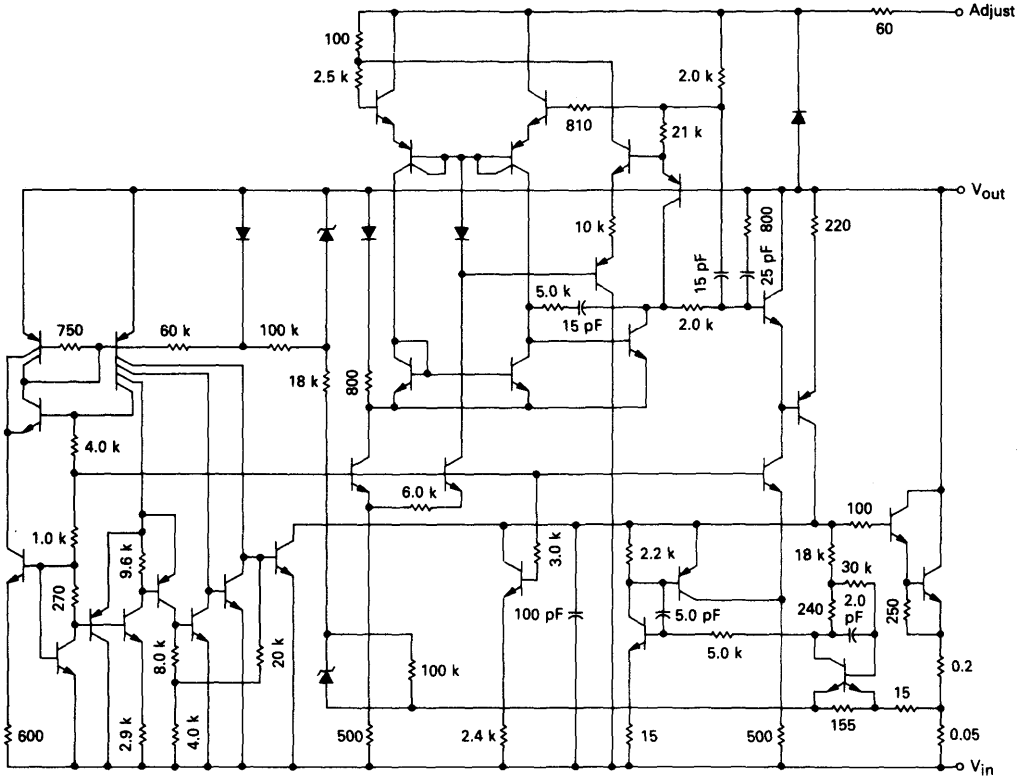 Adjust
60
100
2.5 k
2.0 k
810
21 k
Vout
10 k
15 pF
800
25 pF
220
5.0 k
15 pF
2.0 k
750
60 k
100 k
18 k
800
4.0 k
6.0 k
1.0 k
9.6 k
3.0 k
2.2 k
100
18 k
30 k
270
100 pF
5.0 pF
240
2.0
pF
250
8.0 k
20 k
5.0 k
100 k
0.2
15
155
600
2.9 k
4.0 k
500
2.4 k
15
500
0.05
Vin